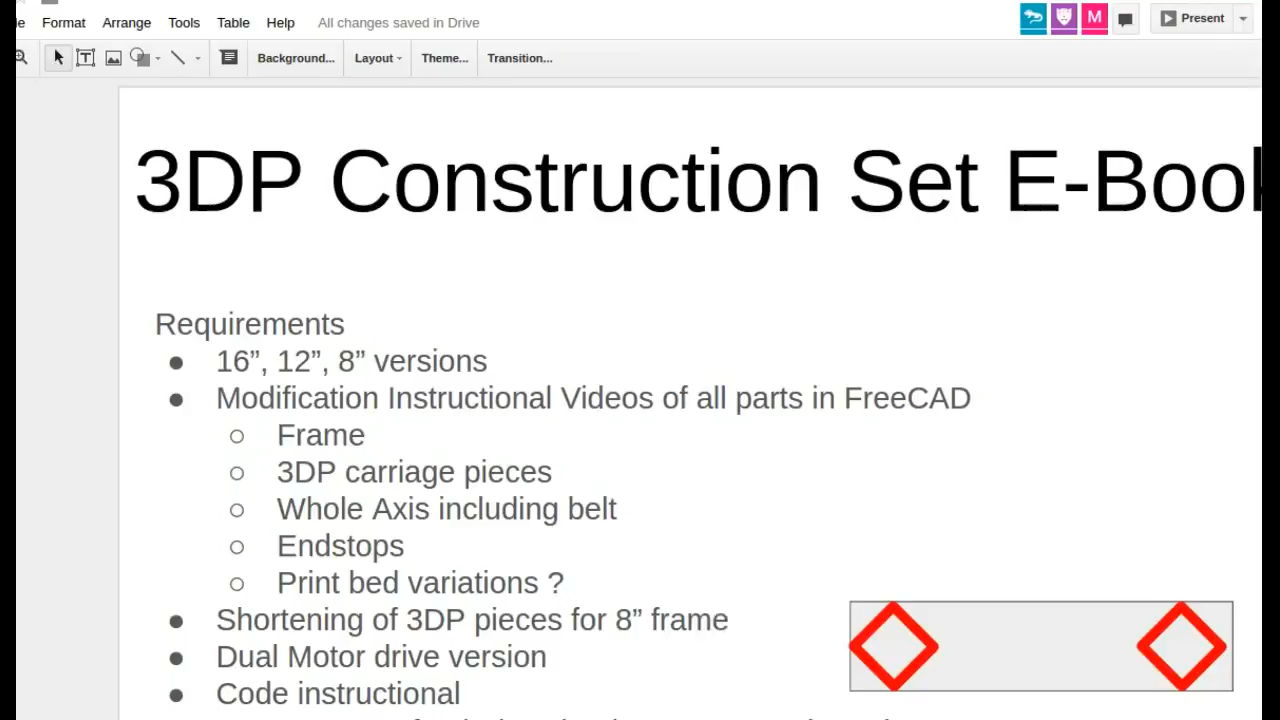 Format Arrange Tools Table Help All changes saved in Drive
M Present
Background... Layout Theme... Transition...
3DP Construction Set E-Book
Requirements
● 16”, 12”, 8” versions
● Modification Instructional Videos of all parts in FreeCAD
○ Frame
○ 3DP carriage pieces
○ Whole Axis including belt
○ Endstops
○ Print bed variations ?
● Shortening of 3DP pieces for 8” frame
● Dual Motor drive version
● Code instructional